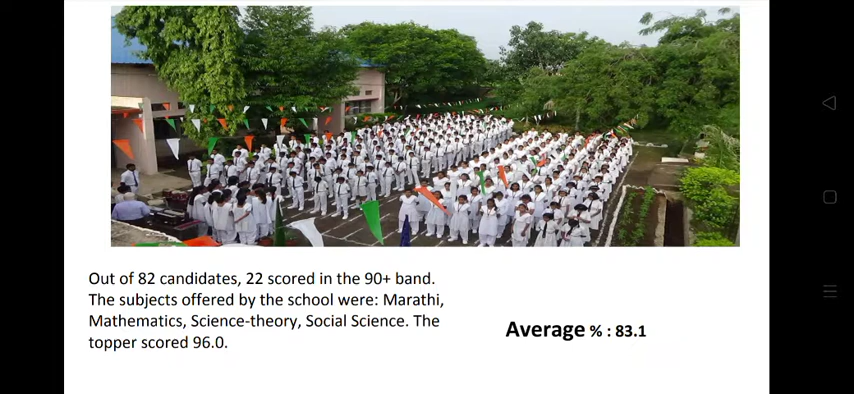 Out of 82 candidates, 22 scored in the 90+ band.
The subjects offered by the school were: Marathi,
Mathematics, Science-theory, Social Science. The
topper scored 96.0.
Average % : 83.1